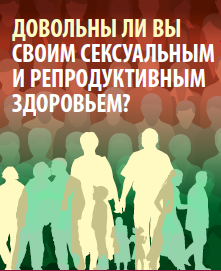 ДОВОЛЬНЫ ЛИ ВЫ
СВОИМ СЕКСУАЛЬНЫМ
И РЕПРОДУКТИВНЫМ
ЗДОРОВЬЕМ?